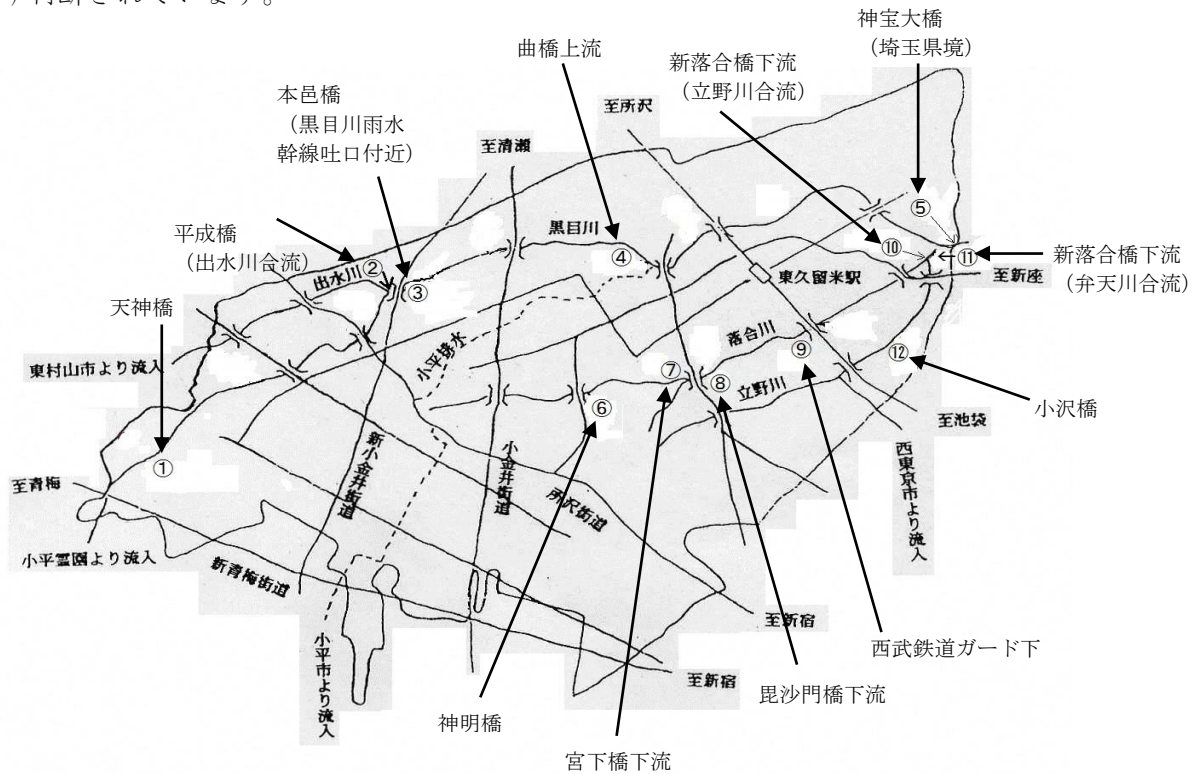 判断されています。
神宝大橋
(埼玉県境)
曲橋上流
新落合橋下流
(立野川合流)
本邑橋
(黒目川雨水
幹線吐口付近)
至所沢
至清瀬
平成橋
(出水川合流)
黒目川
⑤
⑩
⑪
新落合橋下流
(弁天川合流)
出水川
②
③
④
東久留米駅
至新座
天神橋
小平排水
落合川
⑨
⑫
東村山市より流入
⑦
⑧
立野川
小沢橋
①
⑥
至池袋
新小金井街道
小金井街道
所沢街道
西東京市より流入
至青梅
小平霊園より流入
新青梅街道
至新宿
小平市より流入
西武鉄道ガード下
至新宿
毘沙門橋下流
神明橋
宮下橋下流